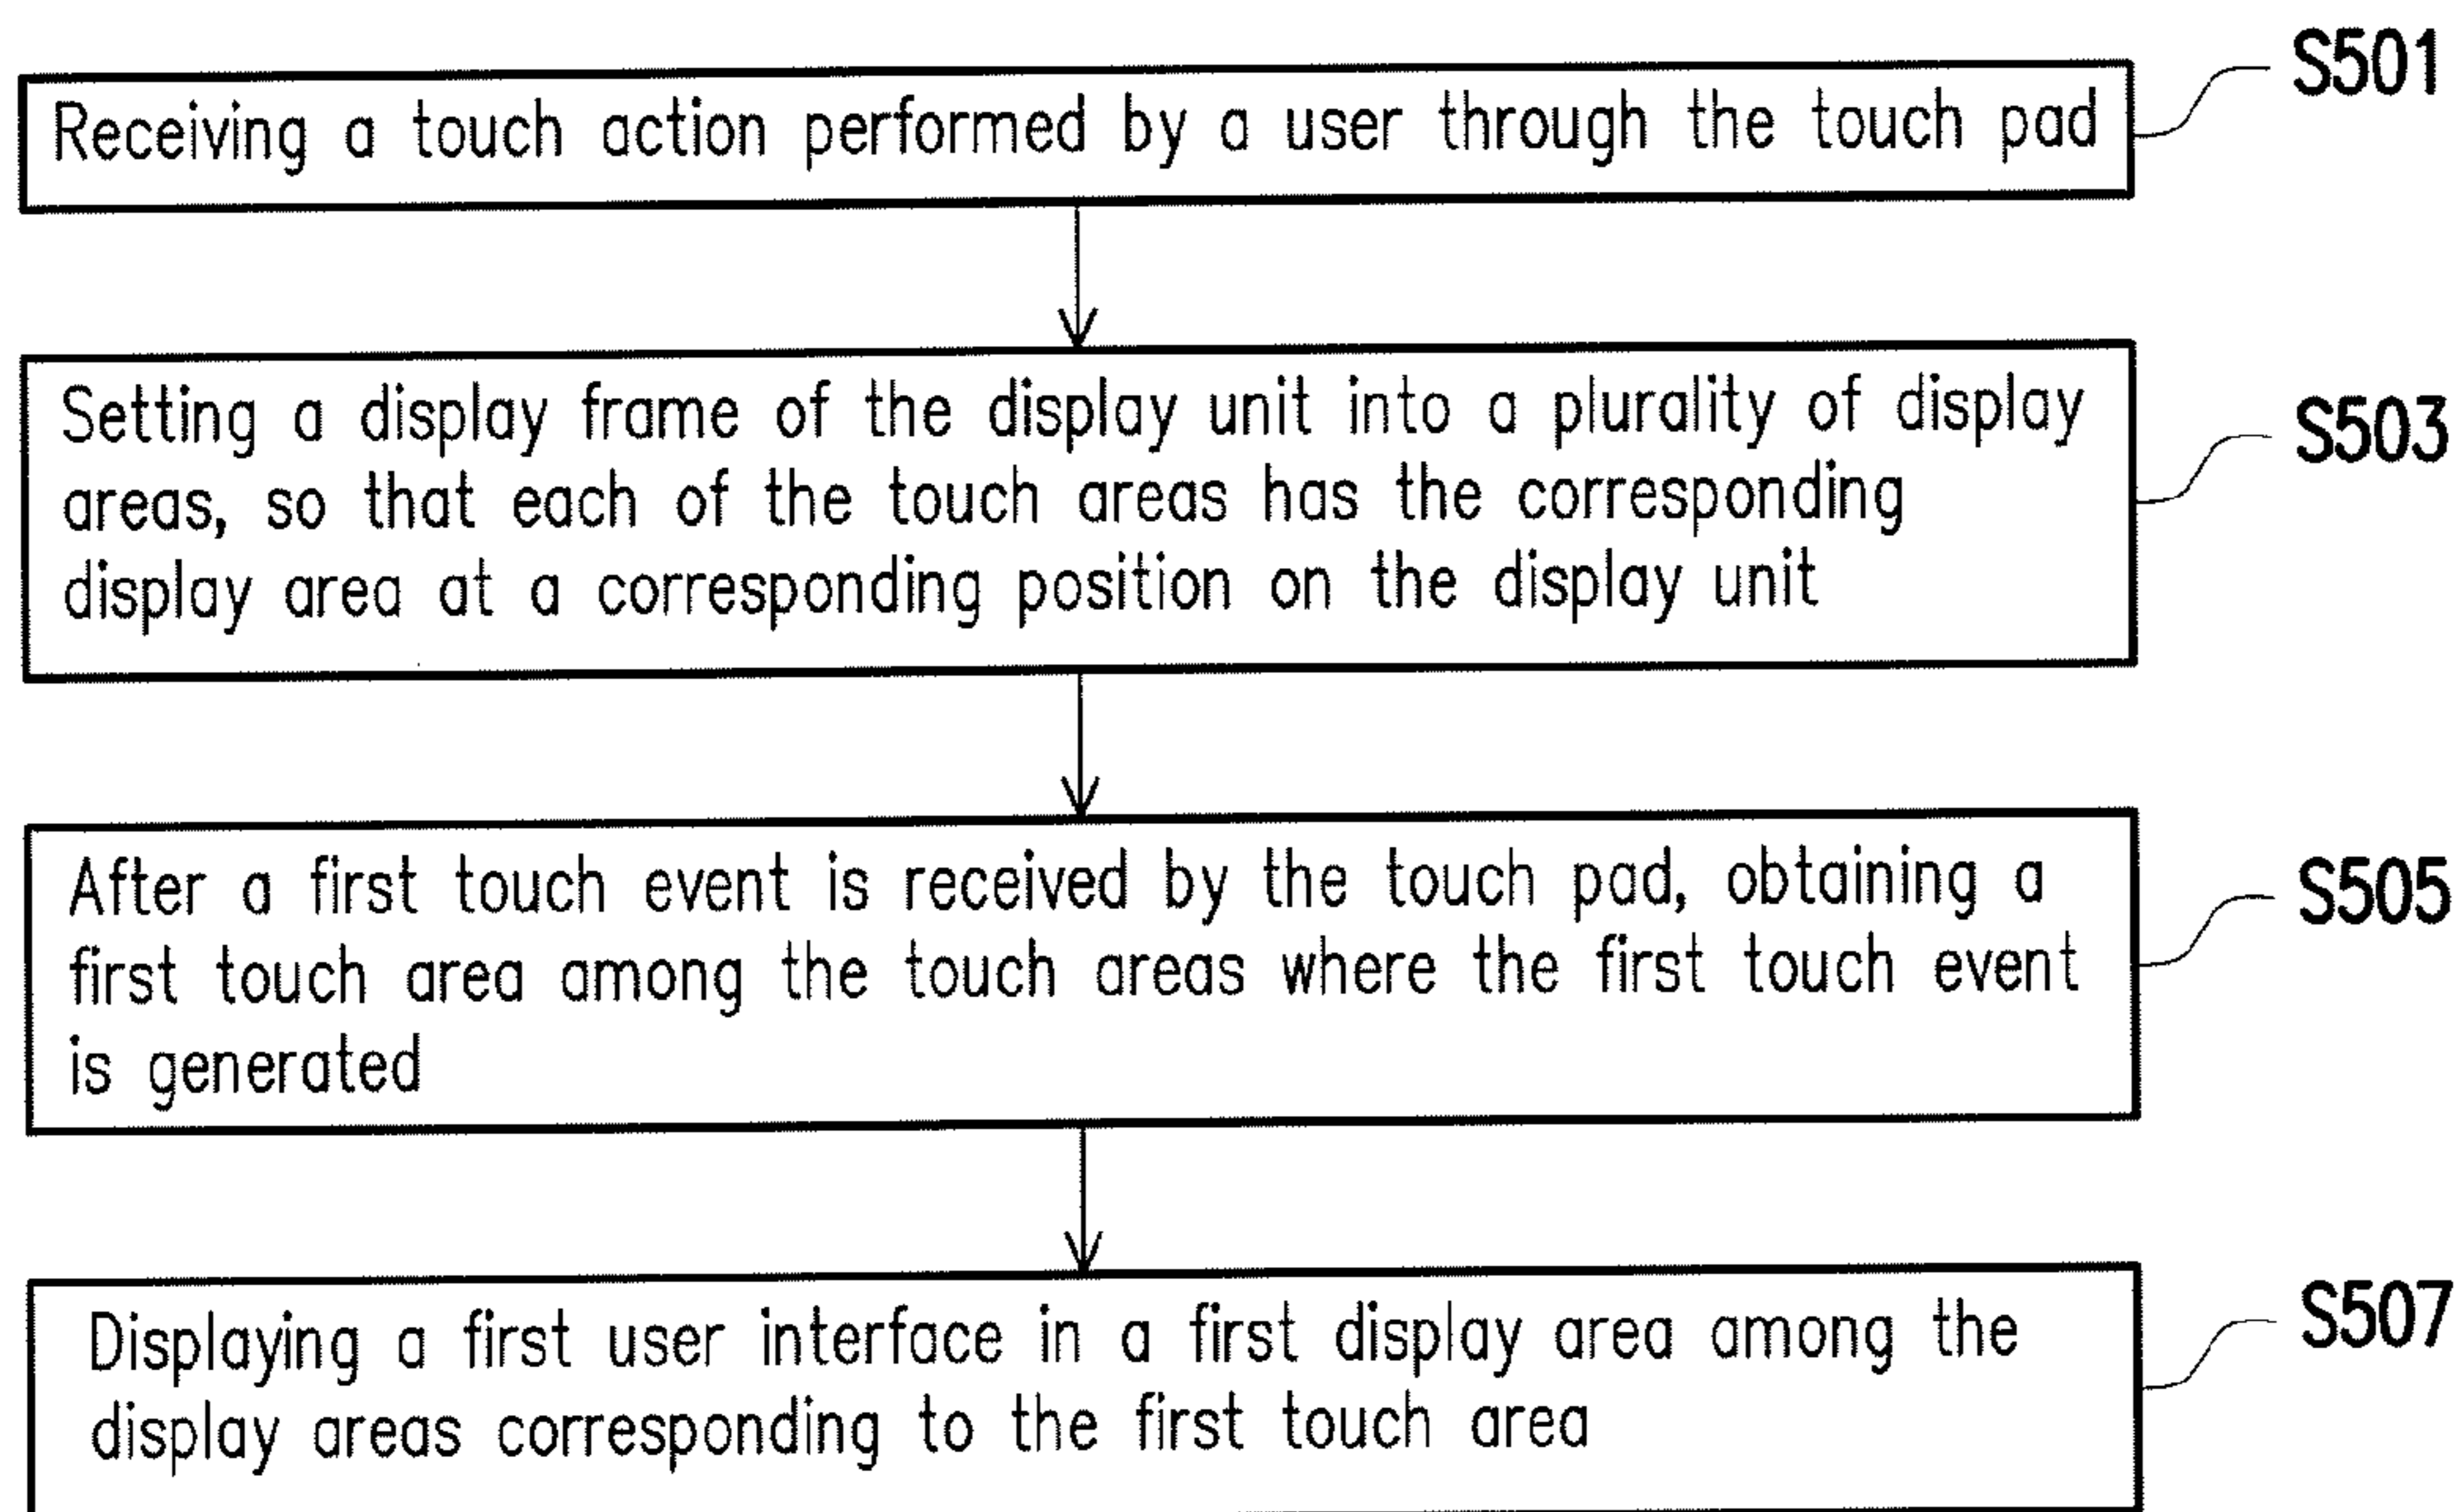 S501
Receiving a touch action performed by a user through the touch pad
Setting a display frame of the display unit into a plurality of display
S503
areas, so that each of the touch areas has the corresponding
display area at a corresponding position on the display unit
After a first touch event is received by the touch pad, obtaining a
S505
first touch area among the touch areas where the first touch event
is generated
Displaying a first user interface in a first display area among the
S507
display areas corresponding to the first touch area